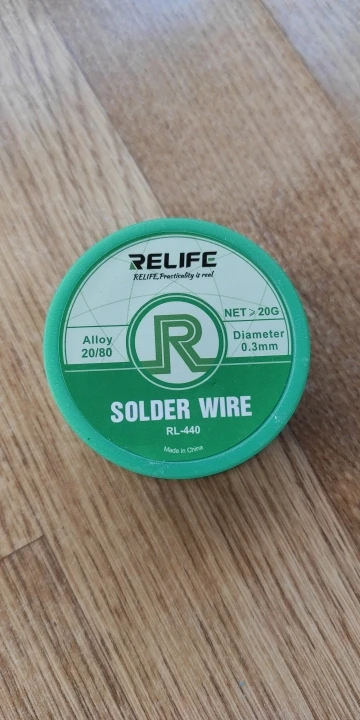 RELIFE
RELIFE, Practicality is real
NET ≥ 20G
Alloy
20/80
Diameter
0.3mm
R
SOLDER WIRE
RL-440
Made in China